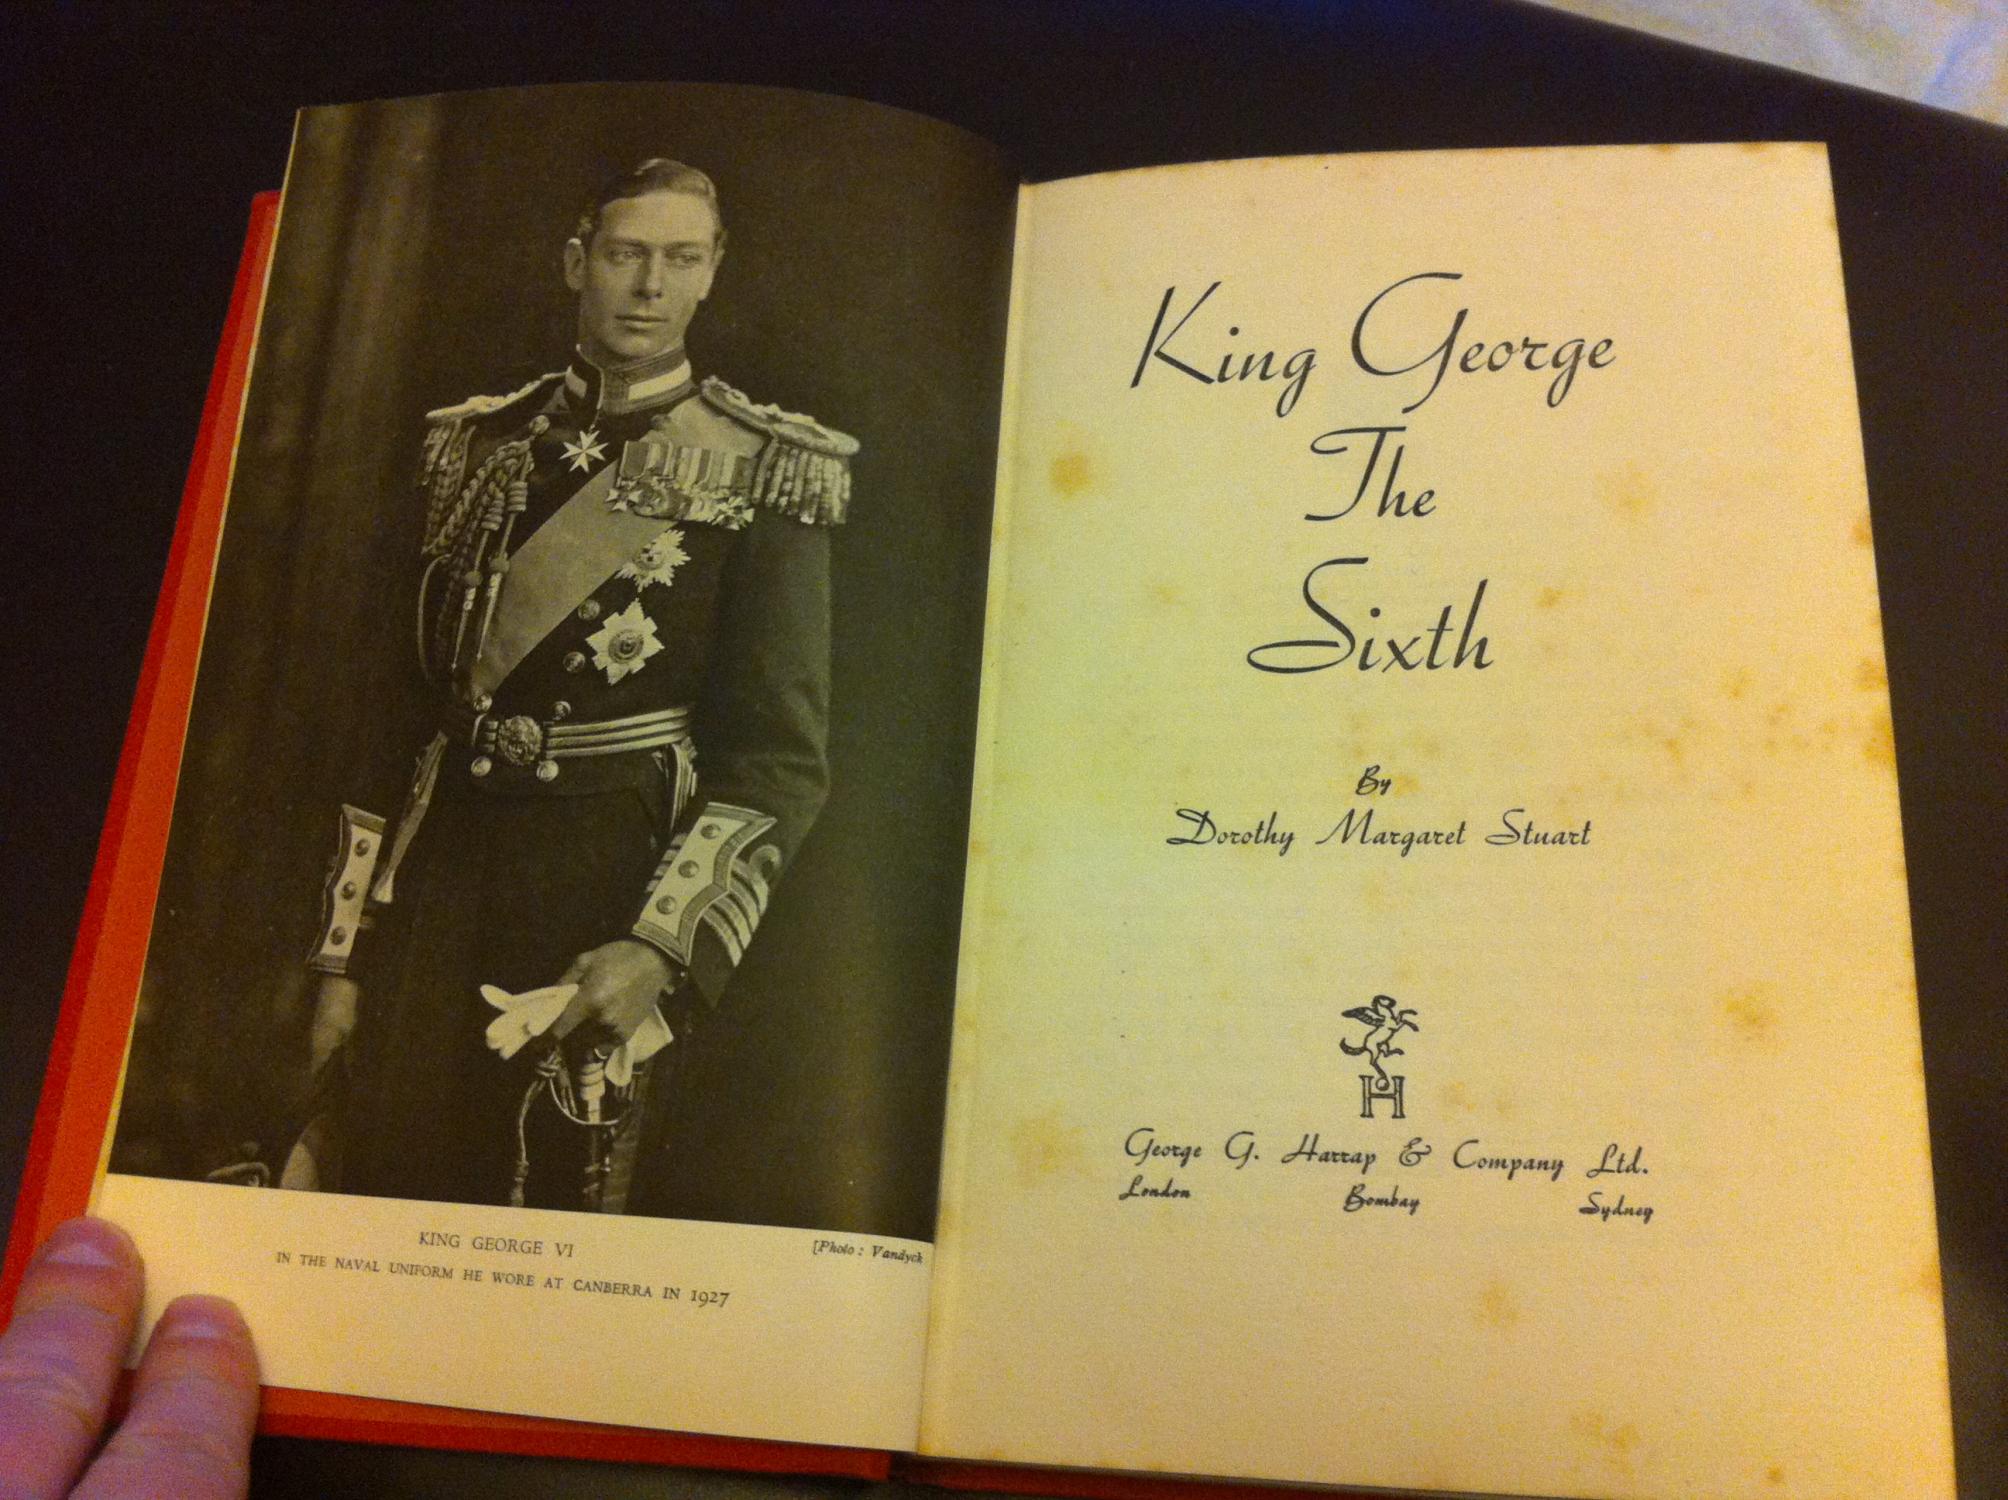 KING GEORGE VI
[Photo : Vandyck
IN THE NAVAL UNIFORM HE WORE AT CANBERRA IN 1927
King George
The
Sixth
By
Dorothy Margaret Stuart
H
George G. Harrap & Company Ltd.
London Bombay Sydney